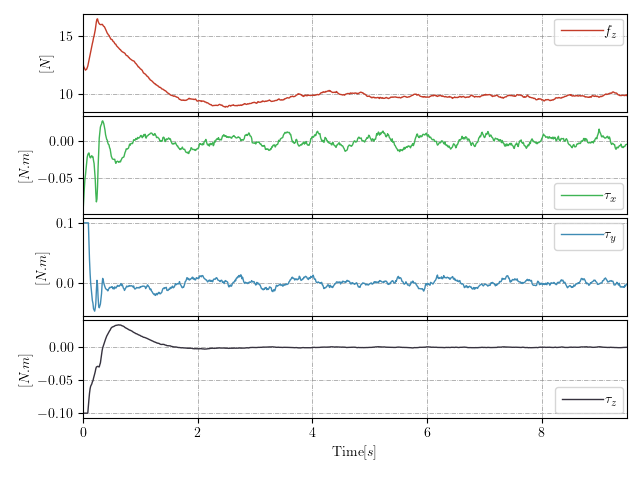 15
10
[N]
f_z
0.00
−0.05
[N.m]
τ_x
0.1
0.0
[N.m]
τ_y
0.00
−0.05
−0.10
[N.m]
τ_z
0 2 4 6 8
Time[s]